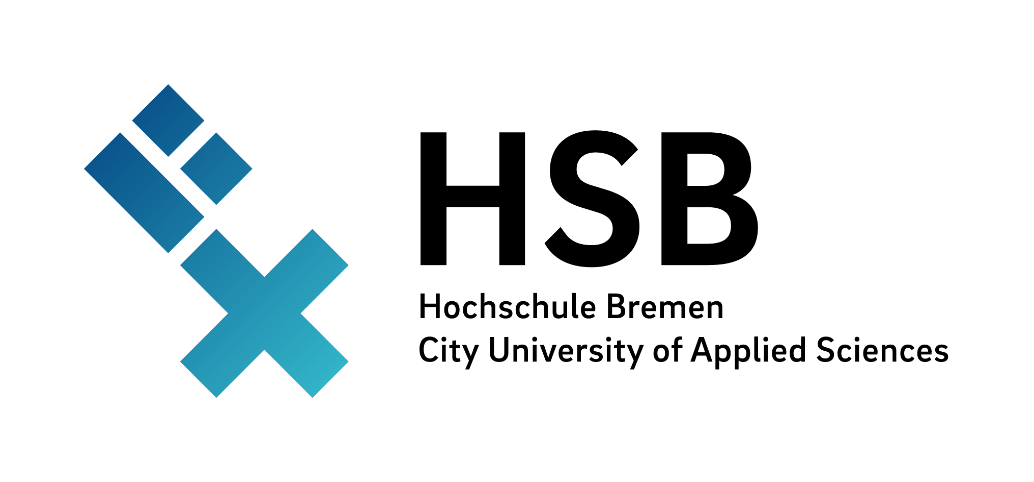 HSB
Hochschule Bremen
City University of Applied Sciences